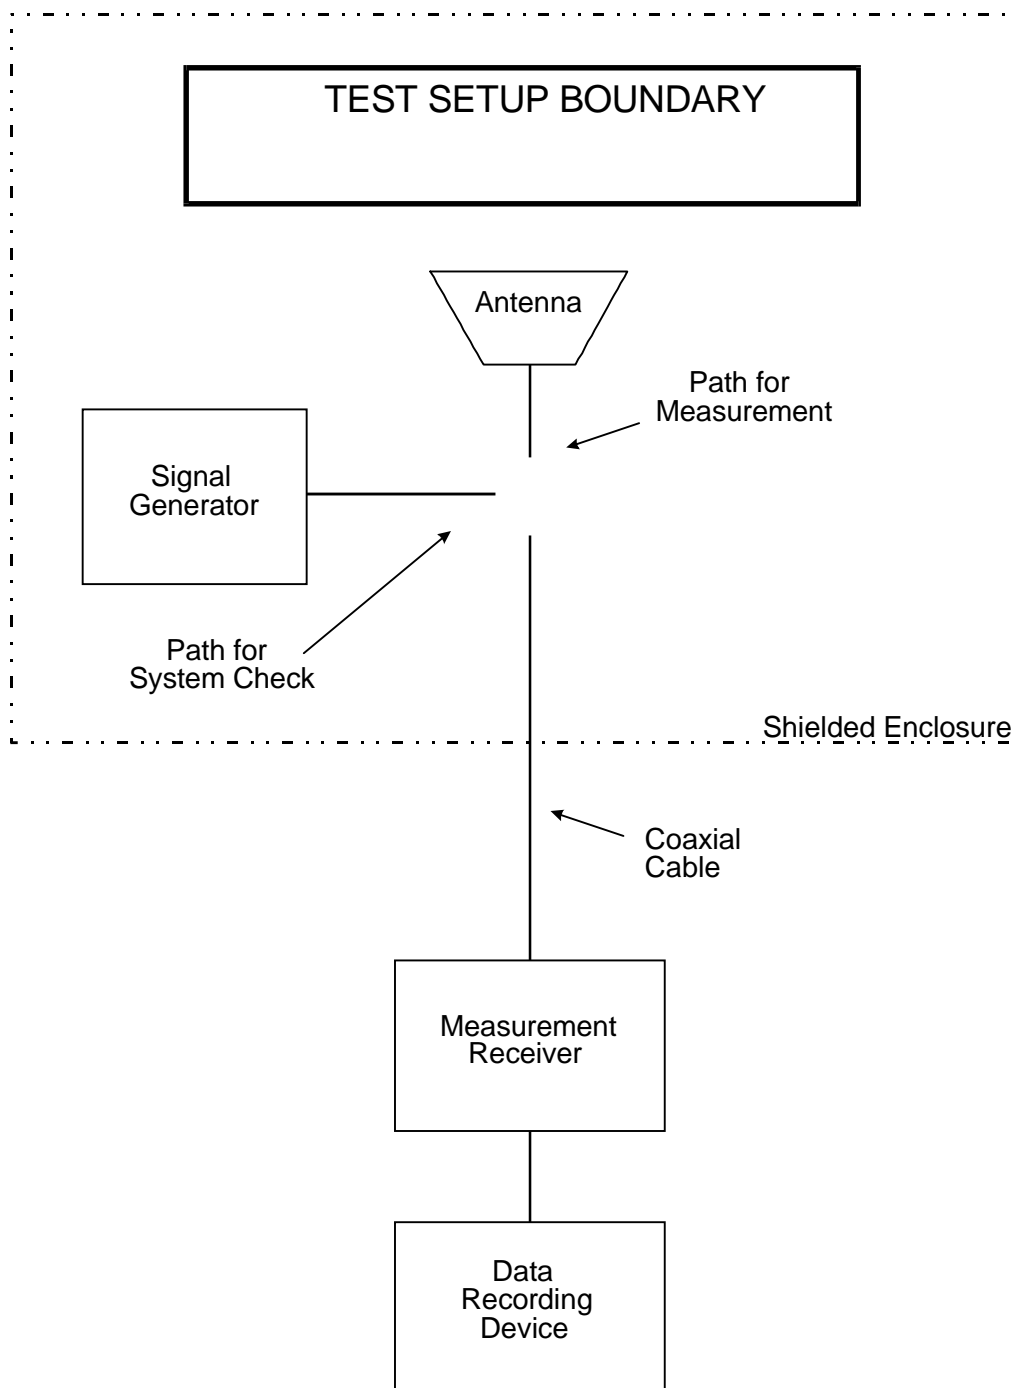 TEST SETUP BOUNDARY
Antenna
Path for
Measurement
Signal
Generator
Path for
System Check
Shielded Enclosure
Coaxial
Cable
Measurement
Receiver
Data
Recording
Device